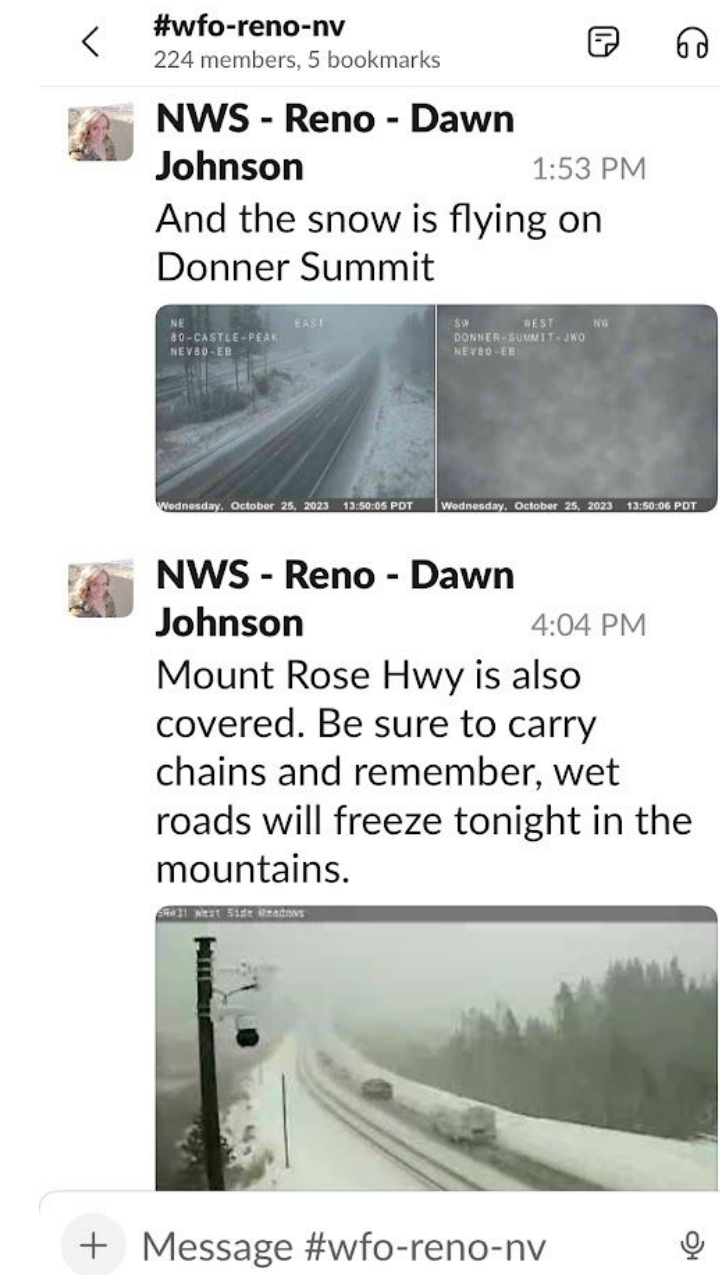 #wfo-reno-nv
224 members, 5 bookmarks
NWS - Reno - Dawn
Johnson 1:53 PM
And the snow is flying on
Donner Summit
NE EAST
80-CASTLE-PEAK
NEV80-EB
Wednesday, October 25, 2023 13:50:05 PDT
SW WEST NW
DONNER-SUMMIT-JWO
NEV80-EB
Wednesday, October 25, 2023 13:50:06 PDT
NWS - Reno - Dawn
Johnson 4:04 PM
Mount Rose Hwy is also
covered. Be sure to carry
chains and remember, wet
roads will freeze tonight in the
mountains.
West Side Meadows
Message #wfo-reno-nv